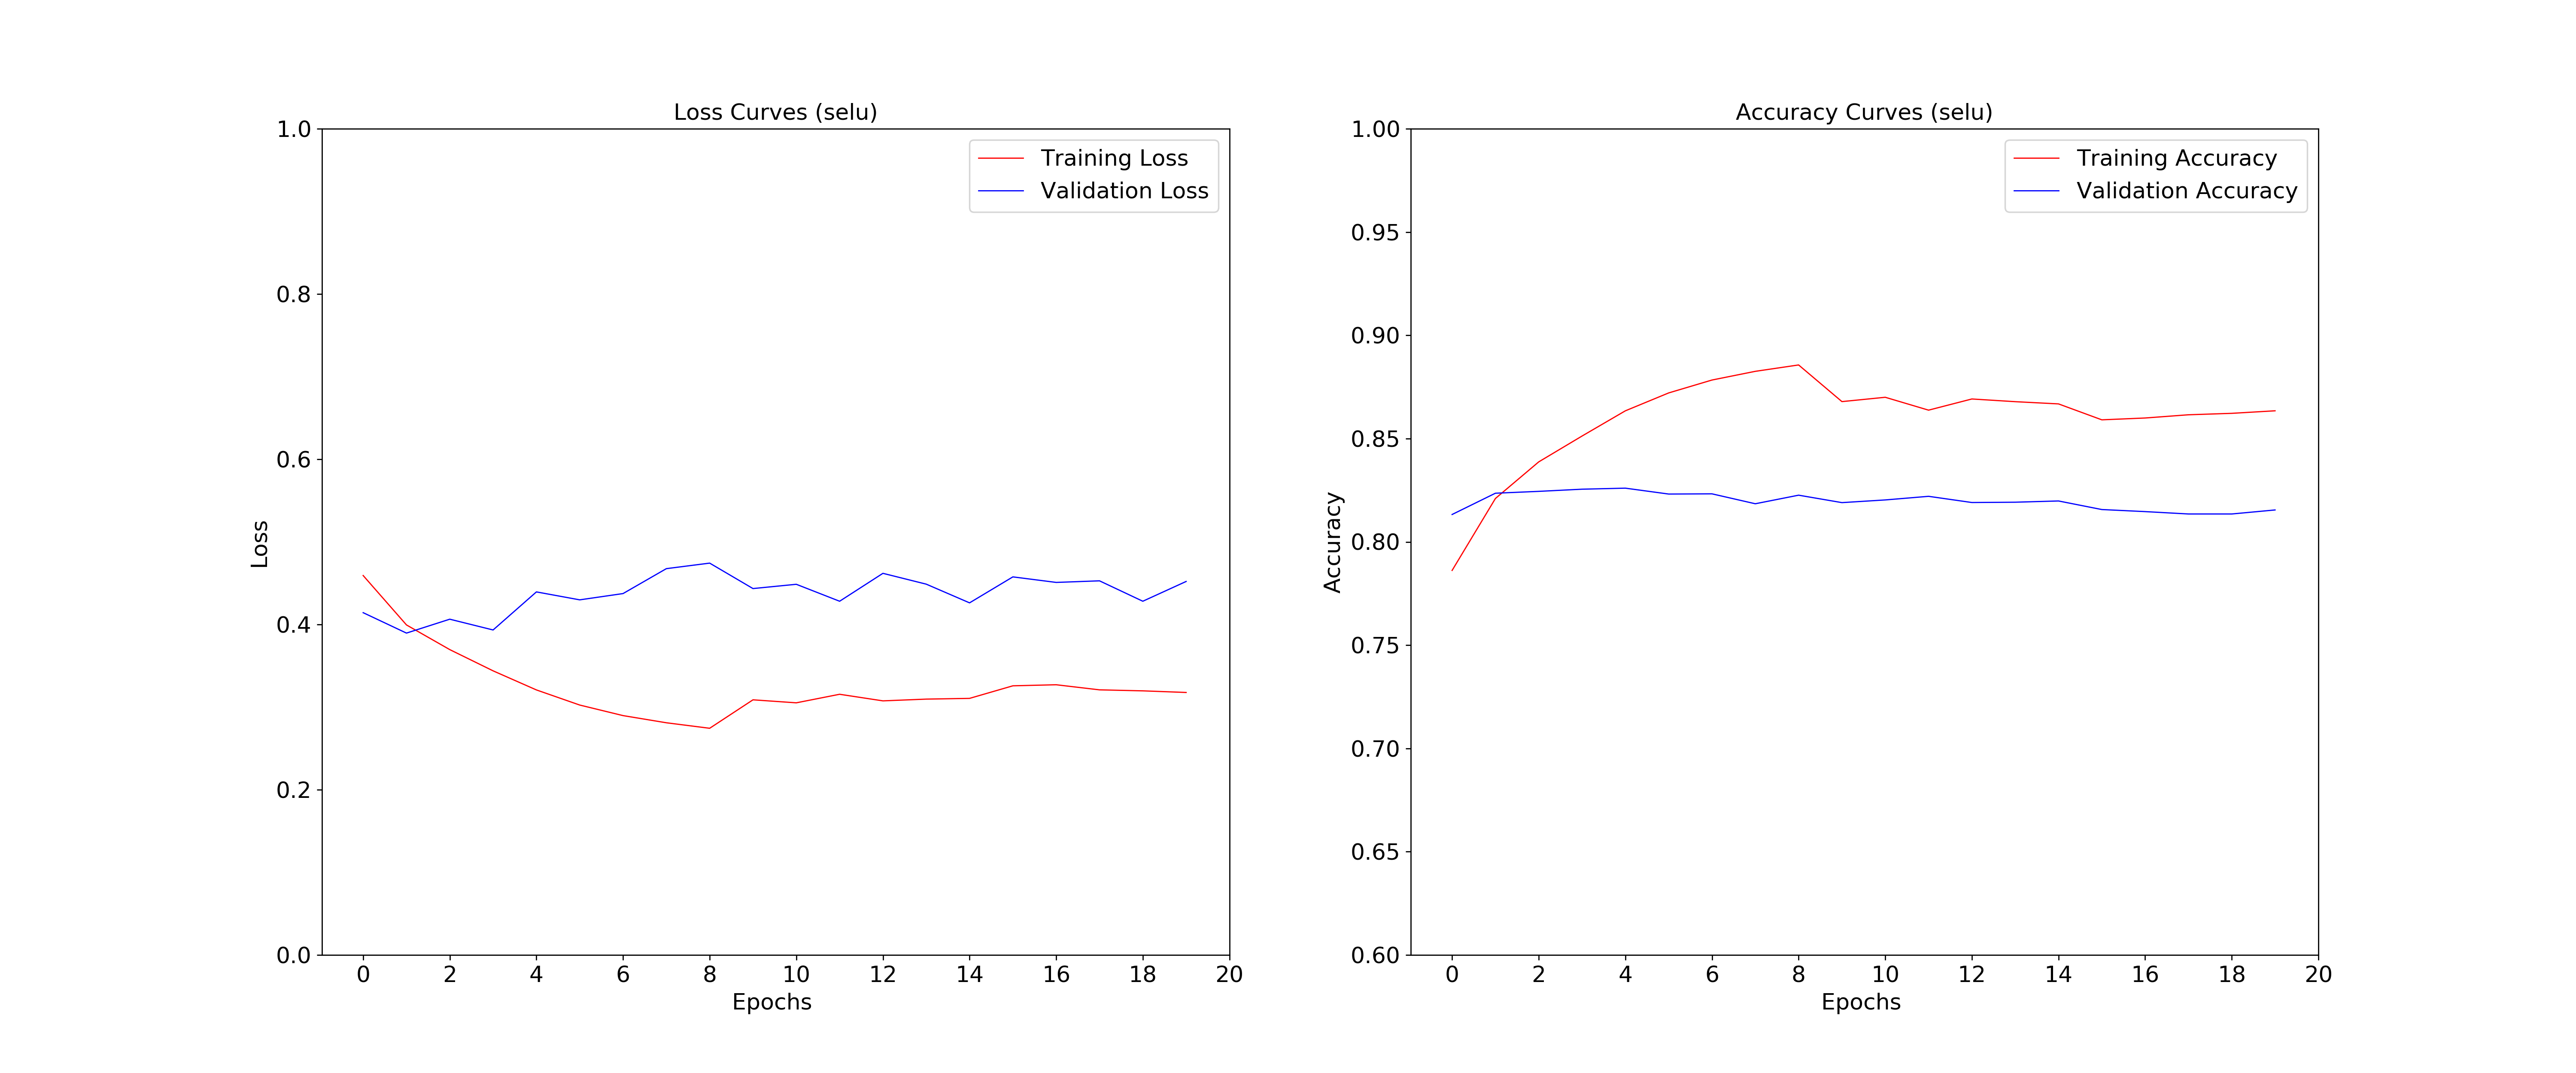 Loss Curves (selu)
Training Loss
Validation Loss
1.0
0.8
0.6
0.4
0.2
0.0
Loss
0 2 4 6 8 10 12 14 16 18 20
Epochs
Accuracy Curves (selu)
Training Accuracy
Validation Accuracy
1.00
0.95
0.90
0.85
0.80
0.75
0.70
0.65
0.60
Accuracy
0 2 4 6 8 10 12 14 16 18 20
Epochs